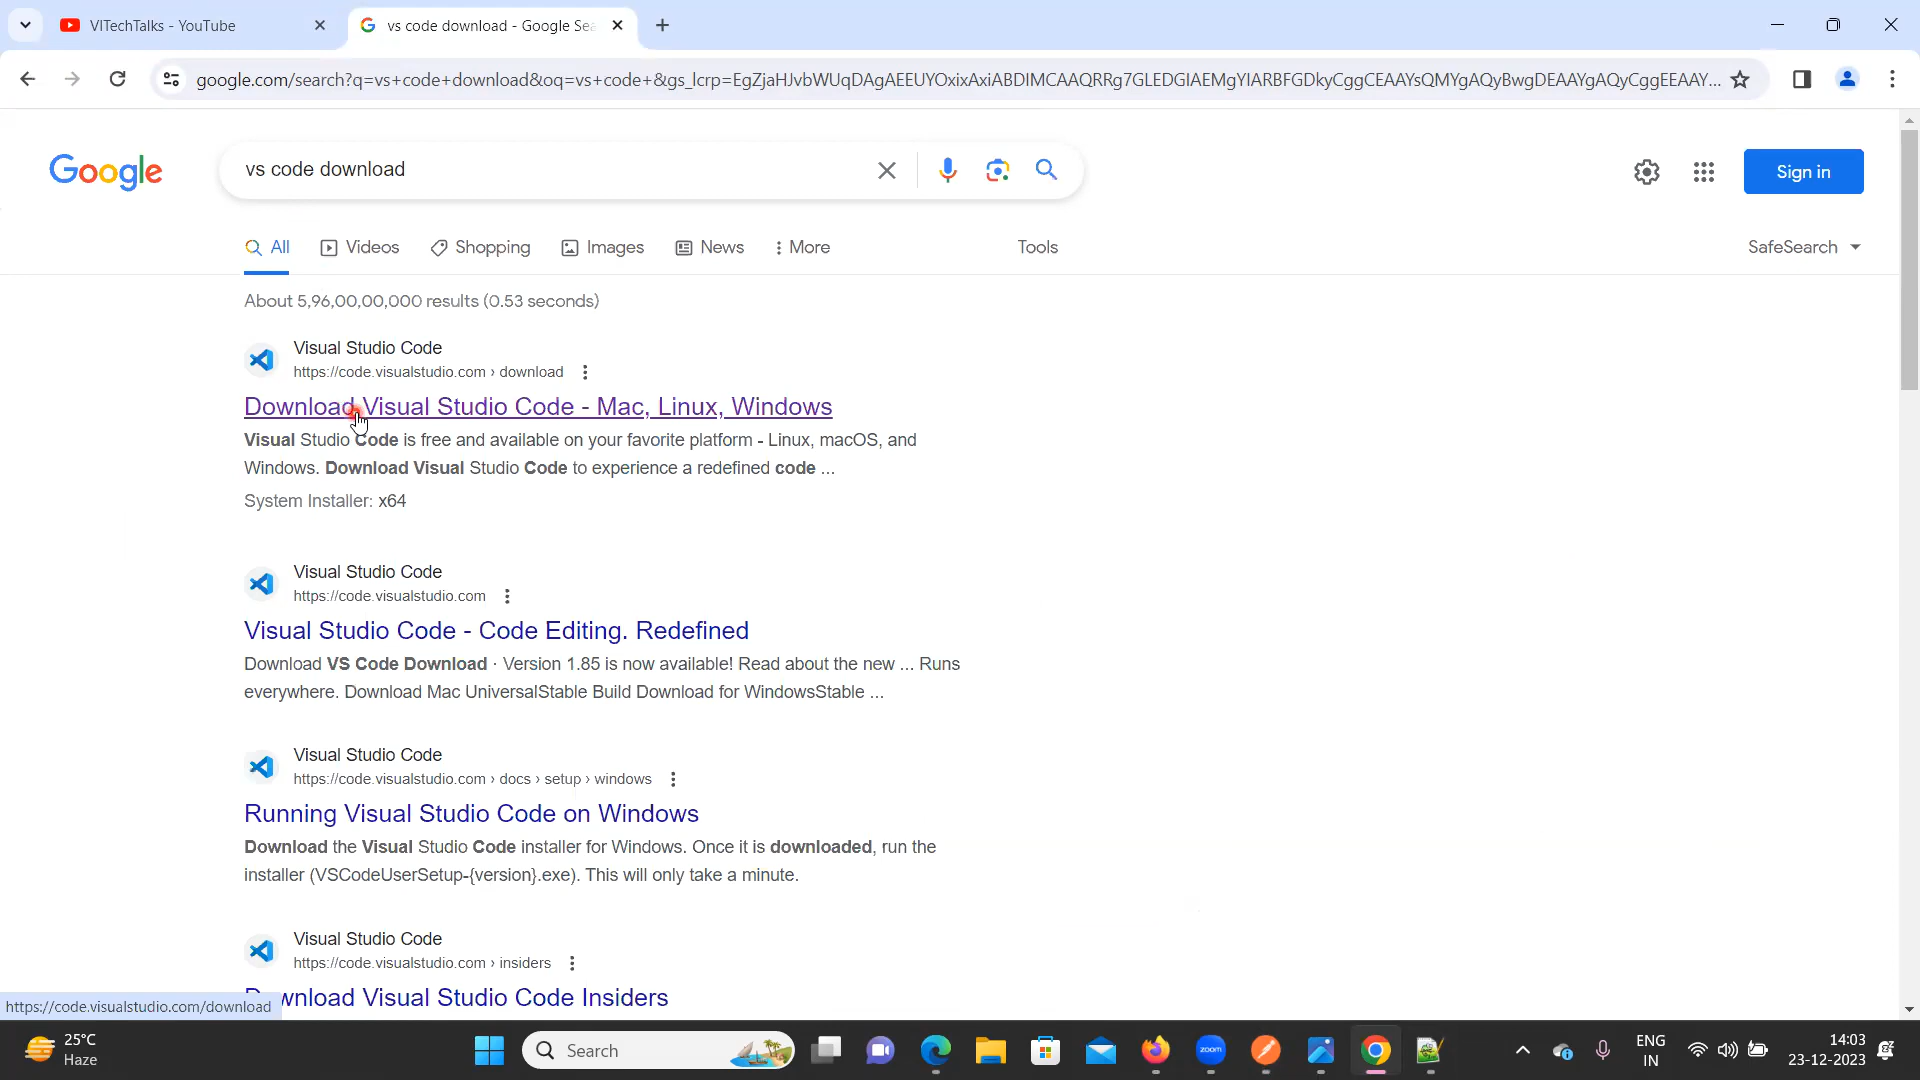 VITechTalks - YouTube
vs code download - Google Sea
google.com/search?q=vs+code+download&oq=vs+code+&gs_lcrp=EgZjaHJvbWUqDAgAEEUYOxixAxiABDIMCAAQRRg7GLEDGIAEMgYIARBFGDkyCggCEAAYsQMYgAQyBwgDEAAYgAQyCggEEAAY...
Google
vs code download
Sign in
All Videos Shopping Images News More Tools SafeSearch
About 5,96,00,00,000 results (0.53 seconds)
Visual Studio Code
https://code.visualstudio.com › download
Download Visual Studio Code - Mac, Linux, Windows
Visual Studio Code is free and available on your favorite platform - Linux, macOS, and
Windows. Download Visual Studio Code to experience a redefined code ...
System Installer: x64
Visual Studio Code
https://code.visualstudio.com
Visual Studio Code - Code Editing. Redefined
Download VS Code Download · Version 1.85 is now available! Read about the new ... Runs
everywhere. Download Mac UniversalStable Build Download for WindowsStable ...
Visual Studio Code
https://code.visualstudio.com › docs › setup › windows
Running Visual Studio Code on Windows
Download the Visual Studio Code installer for Windows. Once it is downloaded, run the
installer (VSCodeUserSetup-{version}.exe). This will only take a minute.
Visual Studio Code
https://code.visualstudio.com › insiders
Download Visual Studio Code Insiders
https://code.visualstudio.com/download
25°C
Haze
Search
zoom
ENG
IN
14:03
23-12-2023